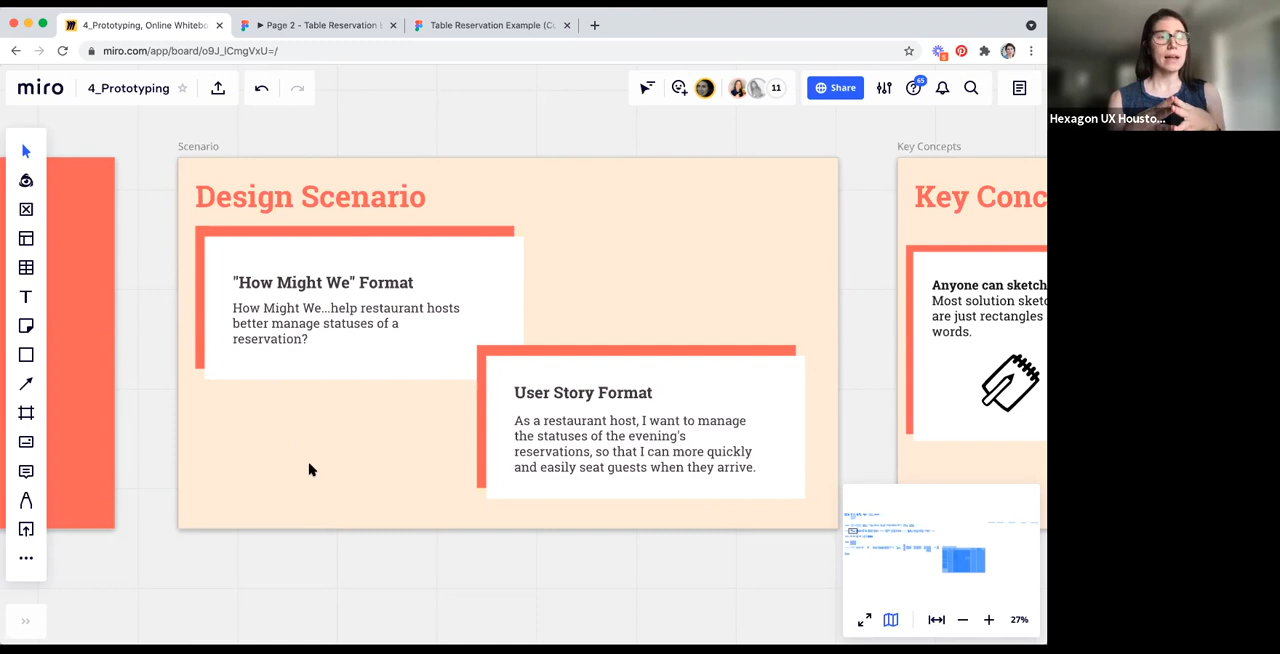 4_Prototyping, Online Whitebo
Page 2 - Table Reservation
Table Reservation Example (Cu
miro.com/app/board/o9J_lCmgVxU=/
miro
4_Prototyping
11
Share
65
6
Hexagon UX Housto...
Scenario
Design Scenario
"How Might We" Format
How Might We...help restaurant hosts
better manage statuses of a
reservation?
User Story Format
As a restaurant host, I want to manage
the statuses of the evening's
reservations, so that I can more quickly
and easily seat guests when they arrive.
Key Concepts
Key Conc
Anyone can sketch
Most solution sketc
are just rectangles
words.
27%